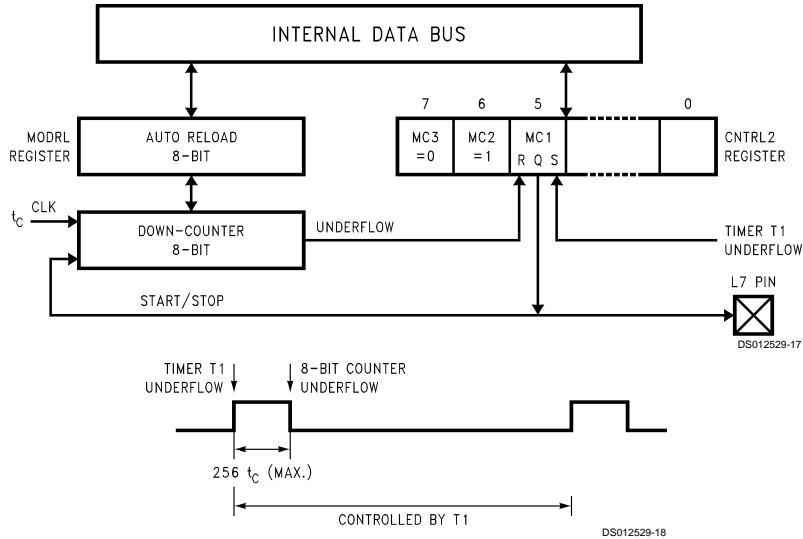 INTERNAL DATA BUS
7 6 5 0
MODRL
REGISTER
AUTO RELOAD
8-BIT
MC3
=0
MC2
=1
MC1
R Q S
CNTRL2
REGISTER
tC CLK
DOWN-COUNTER
8-BIT
UNDERFLOW
TIMER T1
UNDERFLOW
START/STOP
L7 PIN
DS012529-17
TIMER T1
UNDERFLOW
8-BIT COUNTER
UNDERFLOW
256 tC (MAX.)
CONTROLLED BY T1
DS012529-18